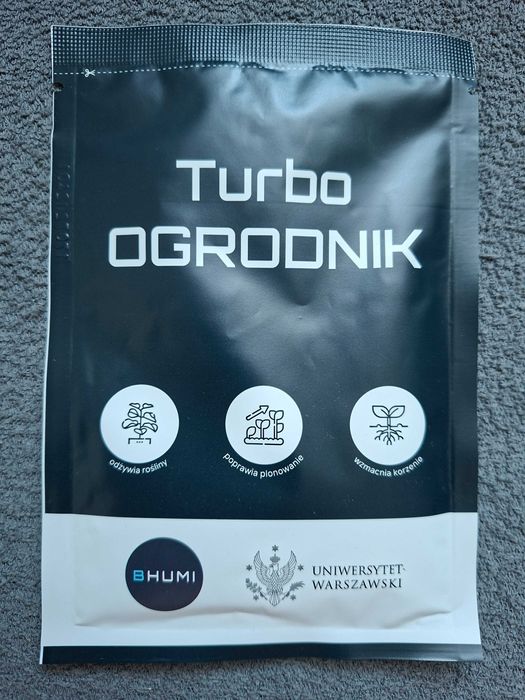 Turbo
OGRODNIK
odżywia rośliny
poprawia plonowanie
wzmacnia korzenie
BHUMI
UNIWERSYTET
WARSZAWSKI